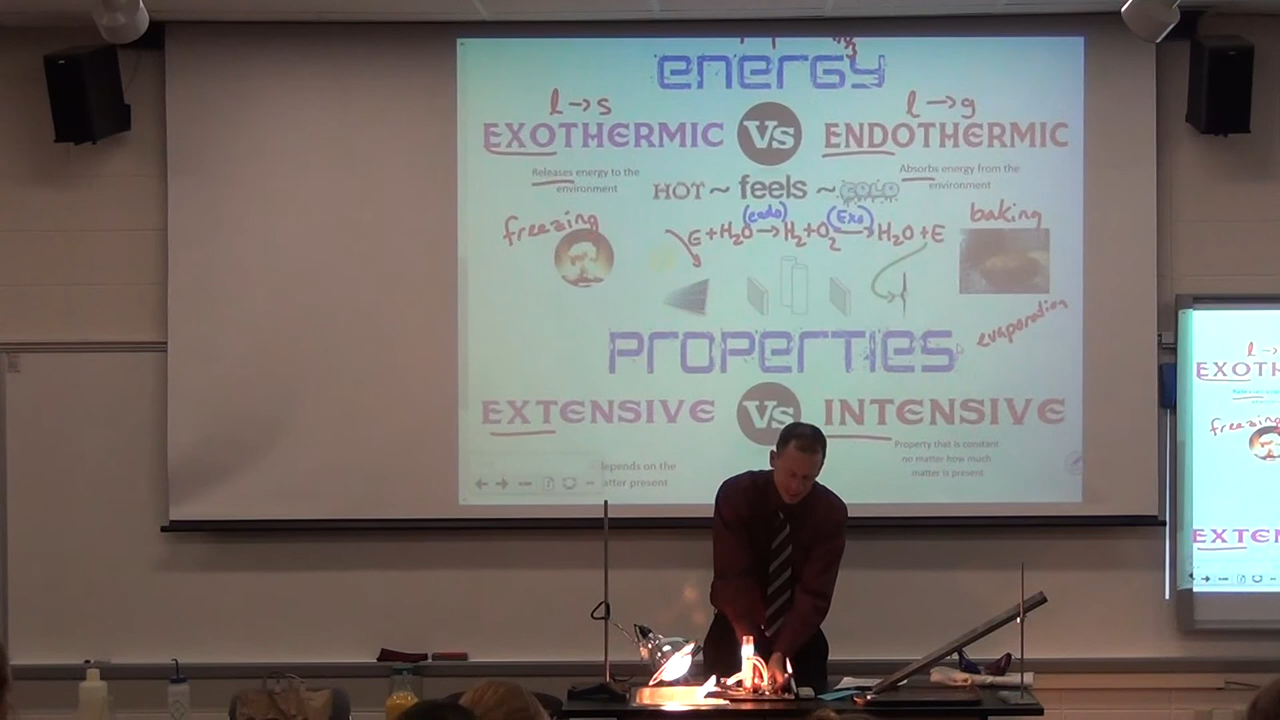 energy
l → s
l → g
EXOTHERMIC Vs ENDOTHERMIC
Releases energy to the
environment
Absorbs energy from the
environment
HOT ~ feels ~ COLD
freezing
(endo) (Exo)
baking
E + H₂O → H₂ + O₂ → H₂O + E
evaporation
PROPERTIES
EXTENSIVE Vs INTENSIVE
Property that is constant
no matter how much
matter is present
depends on the
atter present
l →
EXOTH
freezing
EXTEN